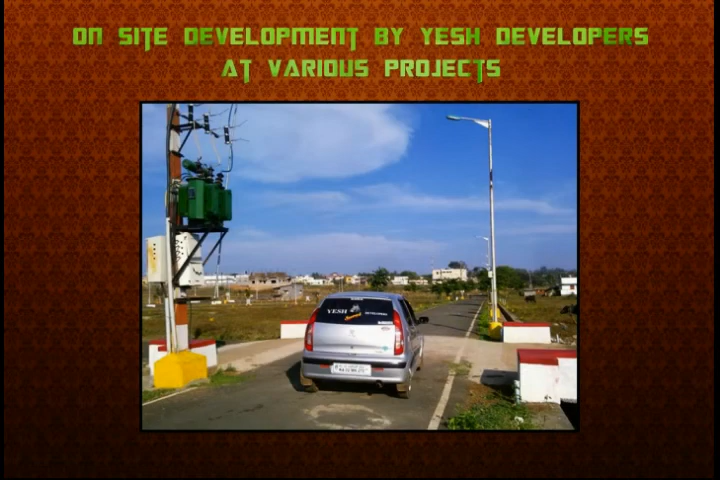 ON SITE DEVELOPMENT BY YESH DEVELOPERS
AT VARIOUS PROJECTS
YESH